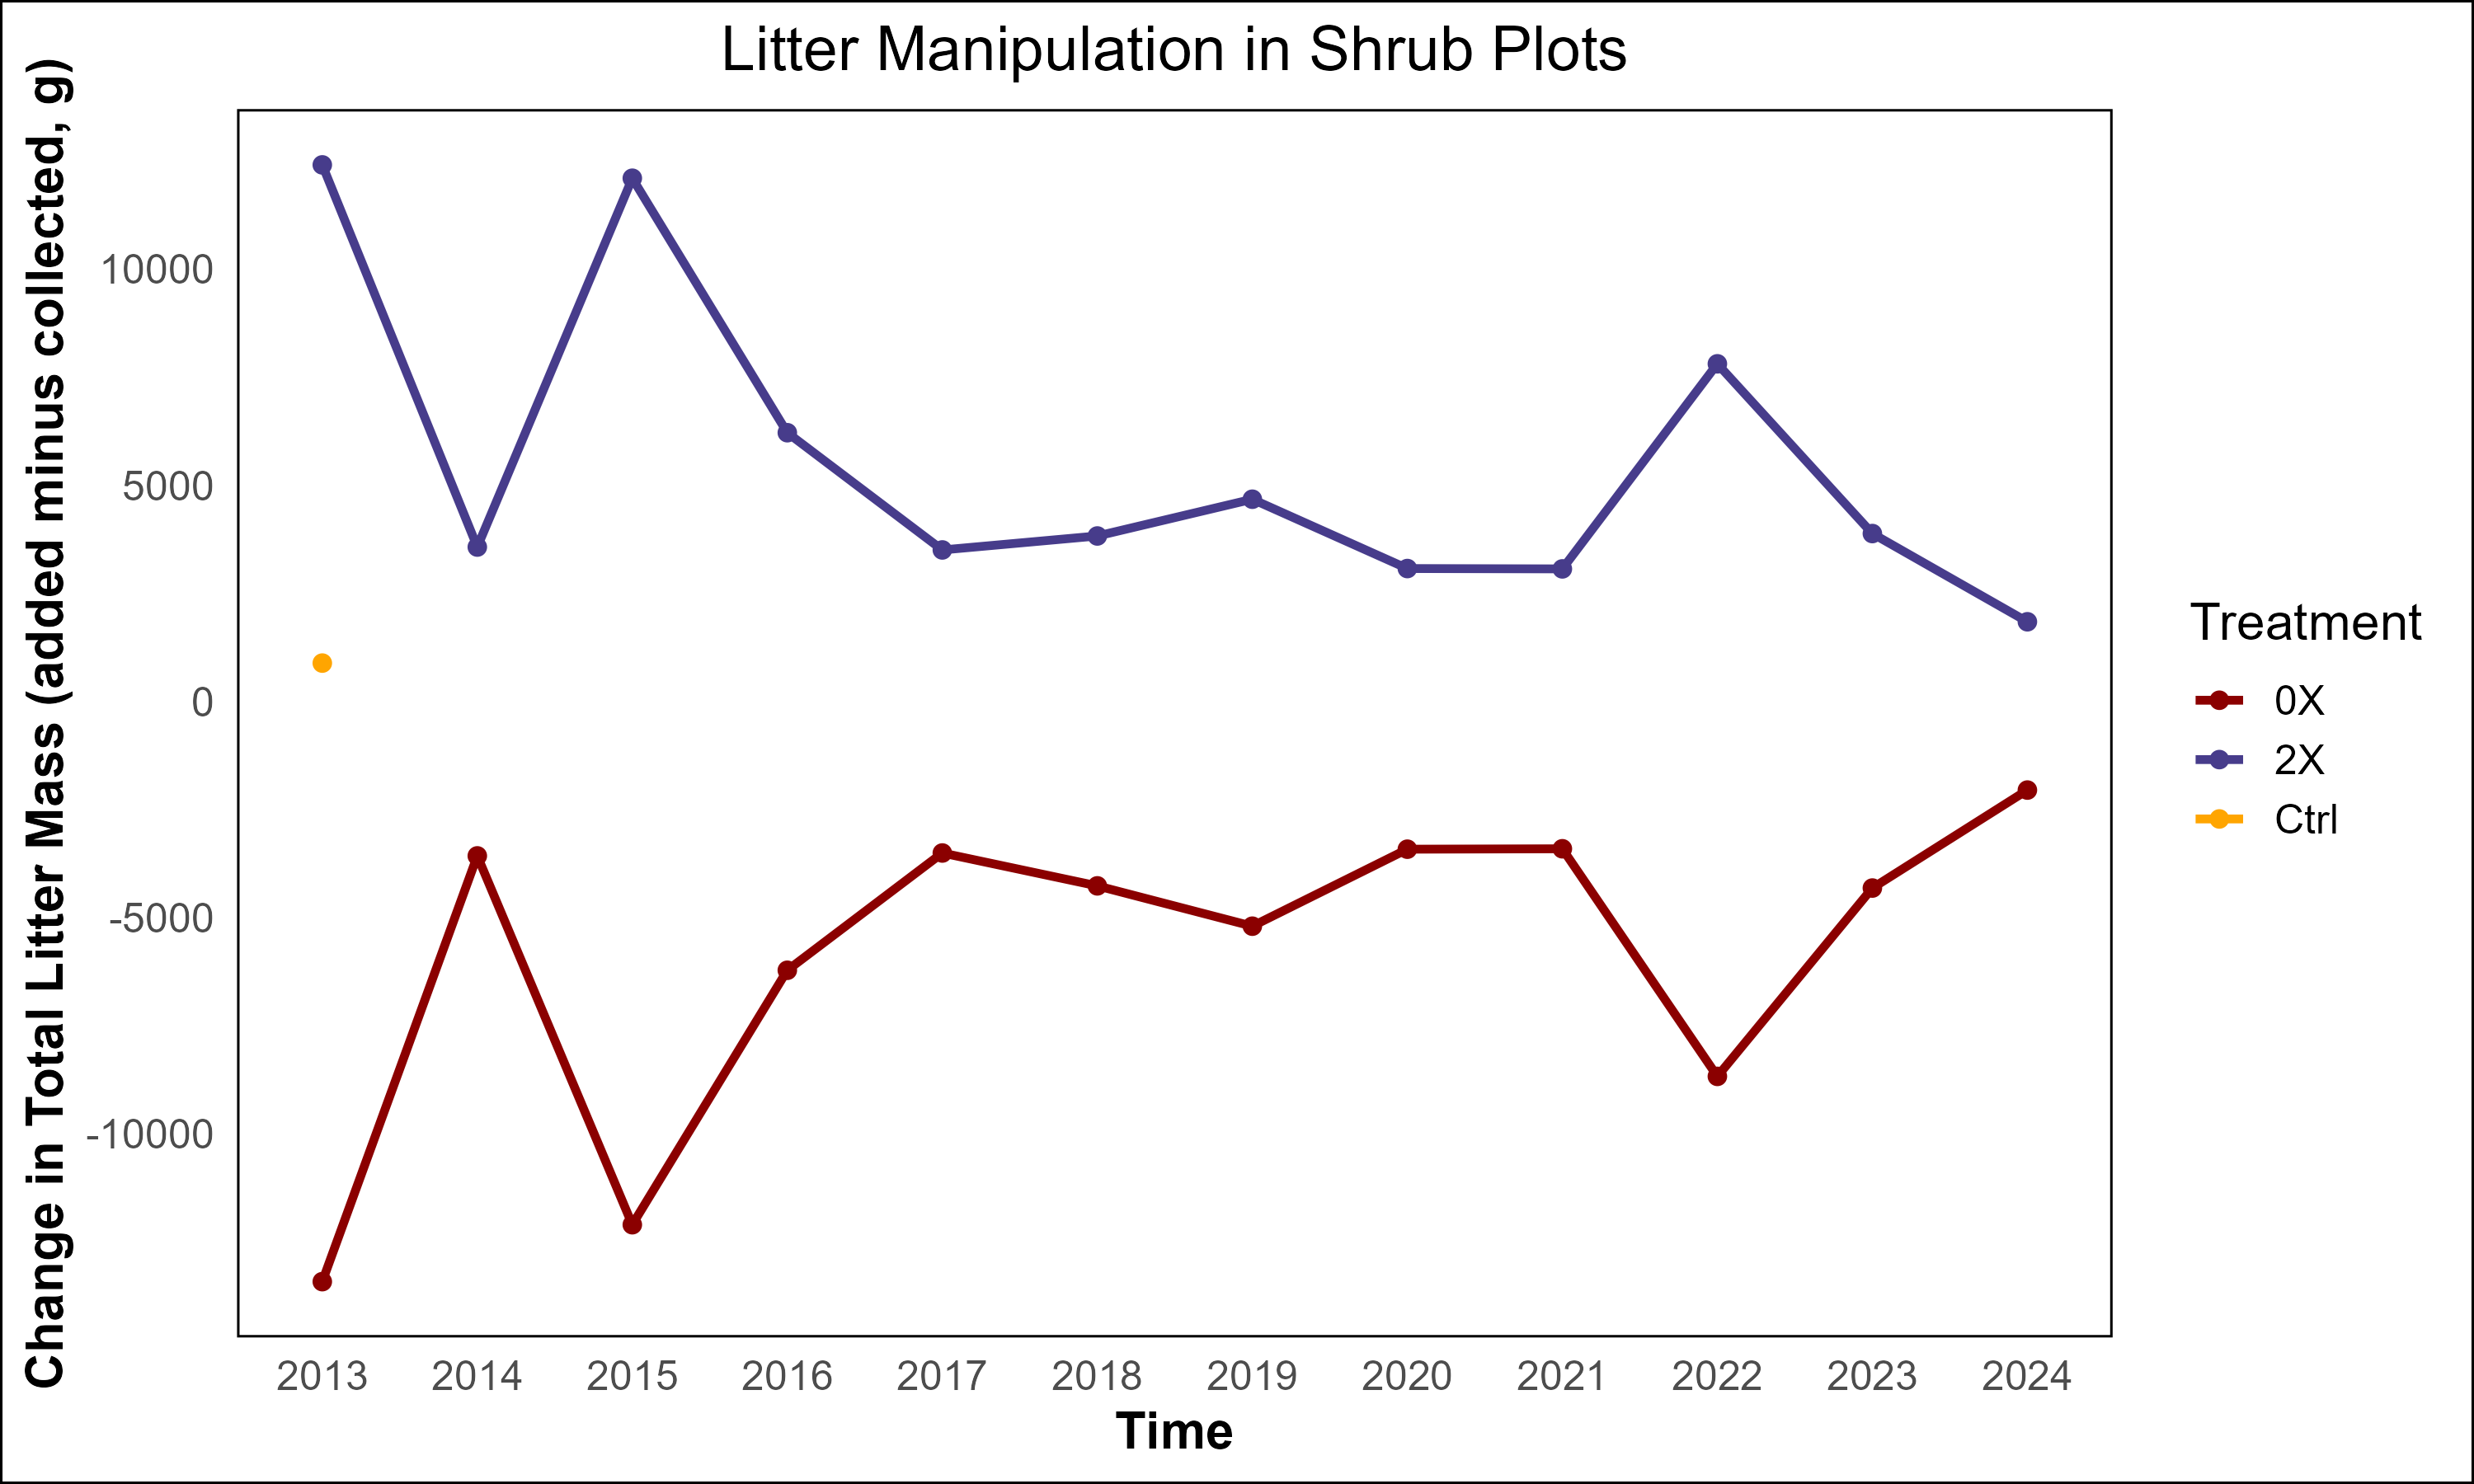 Litter Manipulation in Shrub Plots
Change in Total Litter Mass (added minus collected, g)
10000
5000
0
-5000
-10000
2013 2014 2015 2016 2017 2018 2019 2020 2021 2022 2023 2024
Time
Treatment
0X
2X
Ctrl